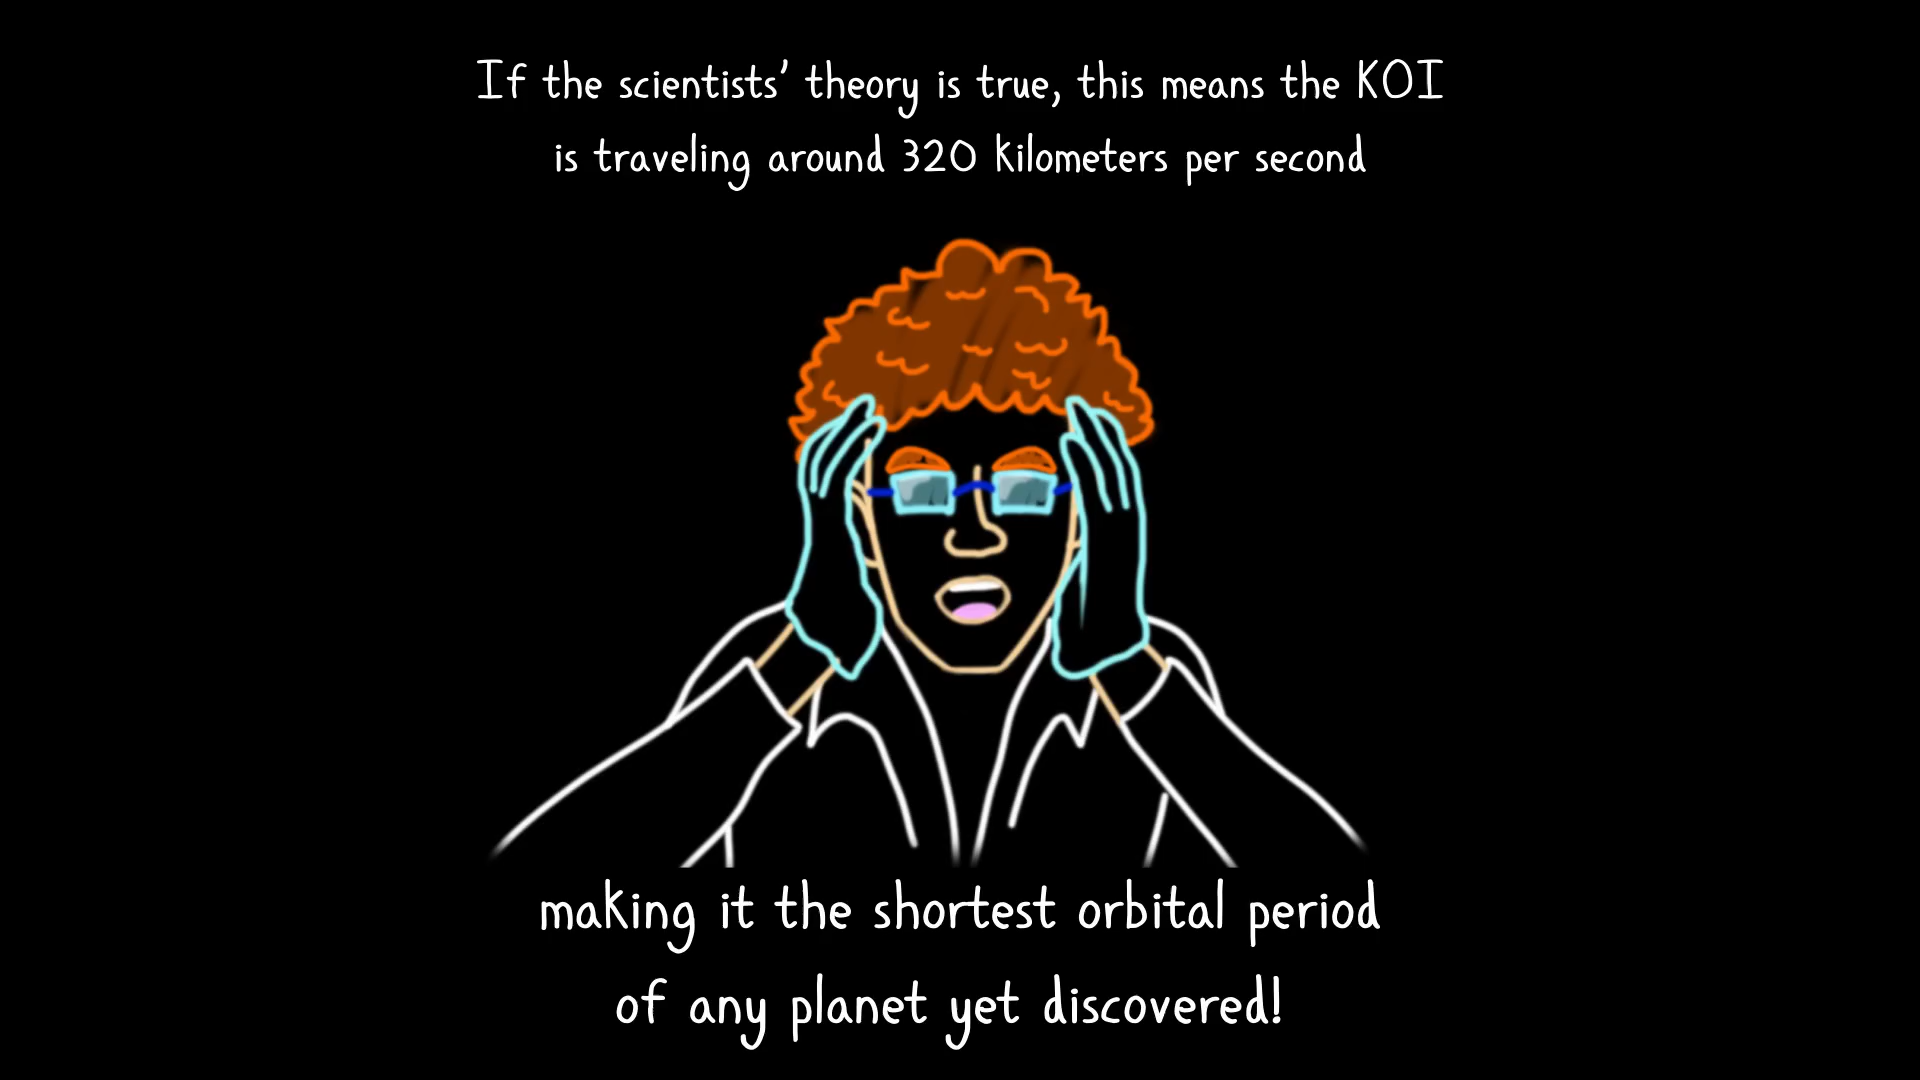 If the scientists' theory is true, this means the KOI
is traveling around 320 kilometers per second
making it the shortest orbital period
of any planet yet discovered!